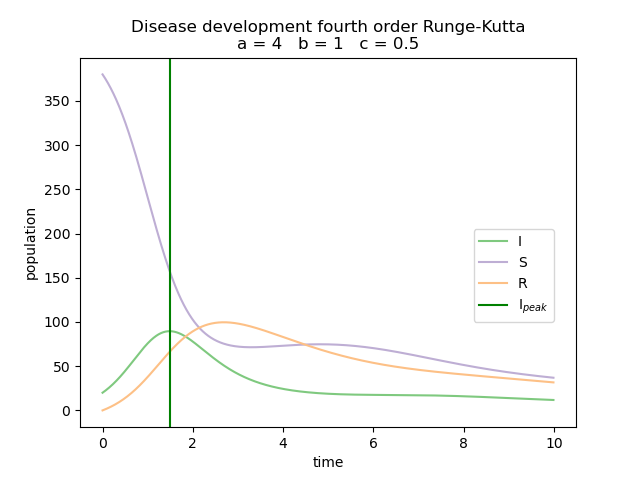 Disease development fourth order Runge-Kutta
a = 4   b = 1   c = 0.5
population
350
300
250
200
150
100
50
0
I
S
R
I_peak
0 2 4 6 8 10
time